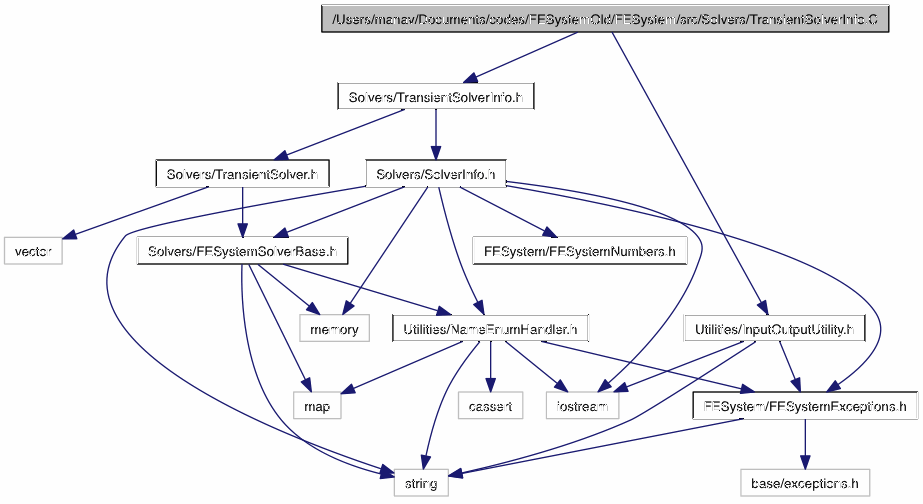 /Users/manav/Documents/codes/FESystemOld/FESystem/src/Solvers/TransientSolverInfo.C
Solvers/TransientSolverInfo.h
Solvers/TransientSolver.h
Solvers/SolverInfo.h
vector
Solvers/FESystemSolverBase.h
FESystem/FESystemNumbers.h
memory
Utilities/NameEnumHandler.h
Utilities/InputOutputUtility.h
map
cassert
iostream
FESystem/FESystemExceptions.h
string
base/exceptions.h